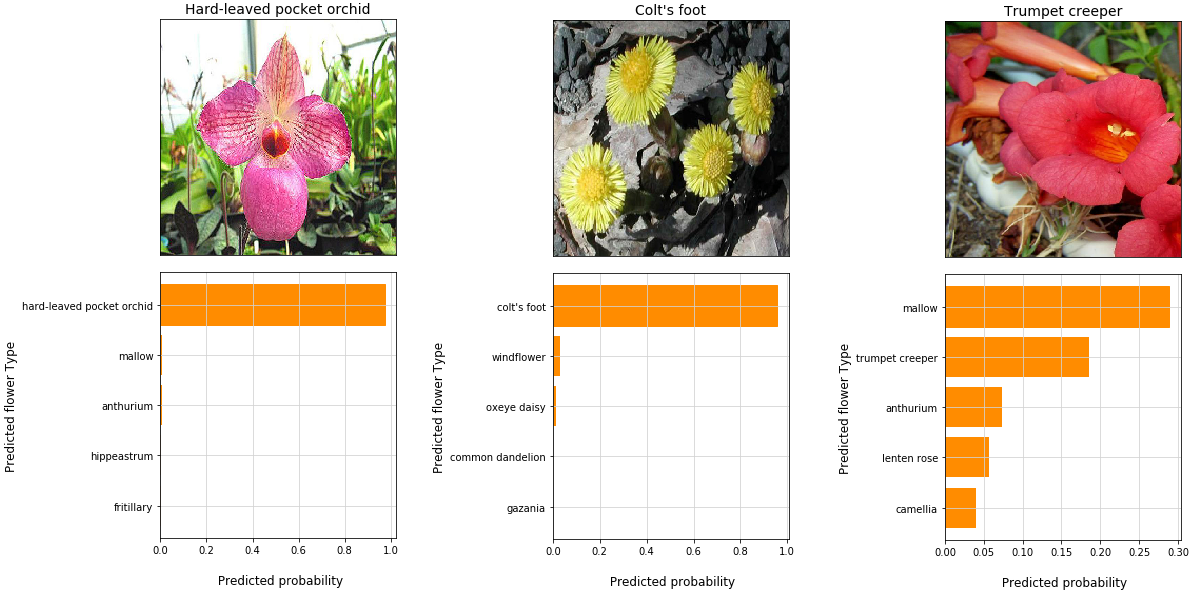 Hard-leaved pocket orchid
Colt's foot
Trumpet creeper
Predicted flower Type
hard-leaved pocket orchid
mallow
anthurium
hippeastrum
fritillary
0.0 0.2 0.4 0.6 0.8 1.0
Predicted probability
Predicted flower Type
colt's foot
windflower
oxeye daisy
common dandelion
gazania
0.0 0.2 0.4 0.6 0.8 1.0
Predicted probability
Predicted flower Type
mallow
trumpet creeper
anthurium
lenten rose
camellia
0.00 0.05 0.10 0.15 0.20 0.25 0.30
Predicted probability